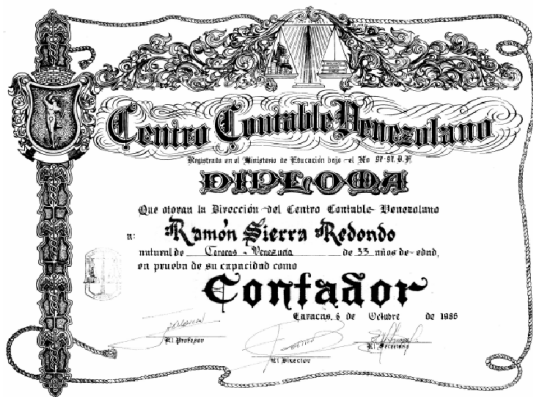 Centro Contable Venezolano
Registrado en el Ministerio de Educación bajo el No
DIPLOMA
Que otorga la Dirección del Centro Contable Venezolano
a: Ramón Sierra Redondo
natural de Caracas - Venezuela de 33 años de edad,
en prueba de su capacidad como
Contador
Caracas, 6 de Octubre de 1986
El Profesor
El Director
El Secretario